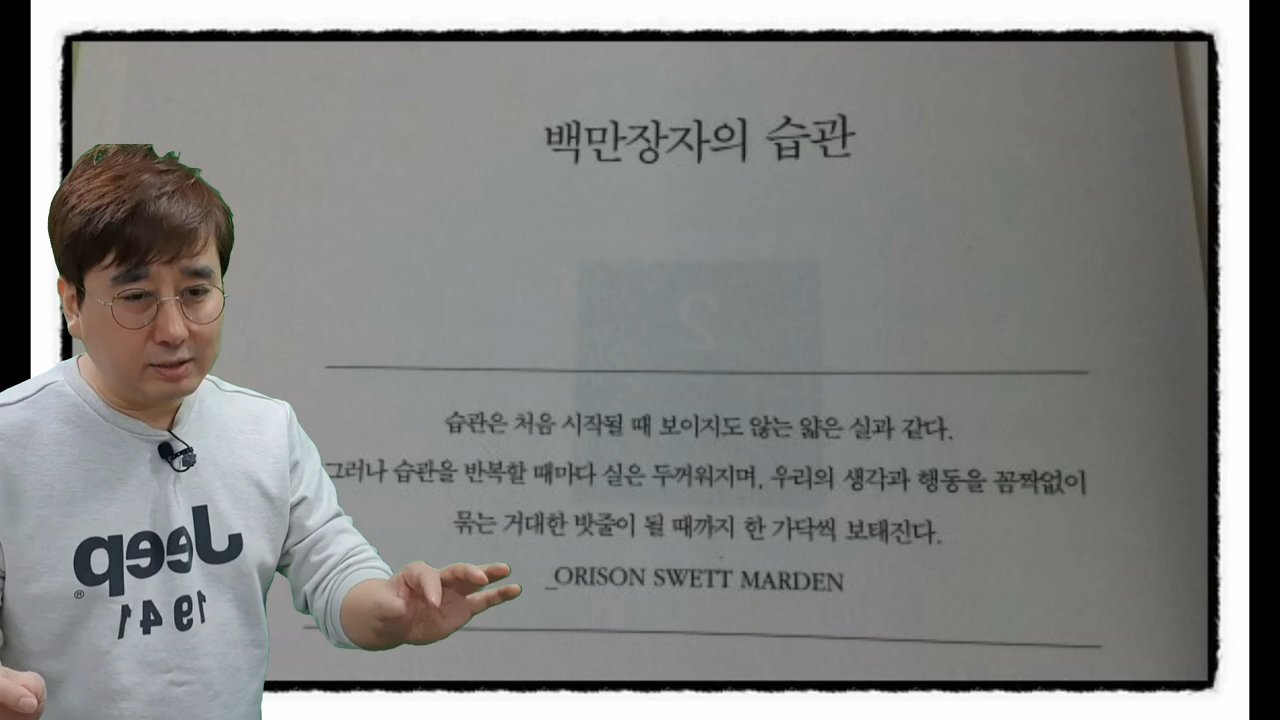 백만장자의 습관
2
습관은 처음 시작될 때 보이지도 않는 얇은 실과 같다.
그러나 습관을 반복할 때마다 실은 두꺼워지며, 우리의 생각과 행동을 꼼짝없이
묶는 거대한 밧줄이 될 때까지 한 가닥씩 보태진다.
_ORISON SWETT MARDEN
Jeep
®
1941